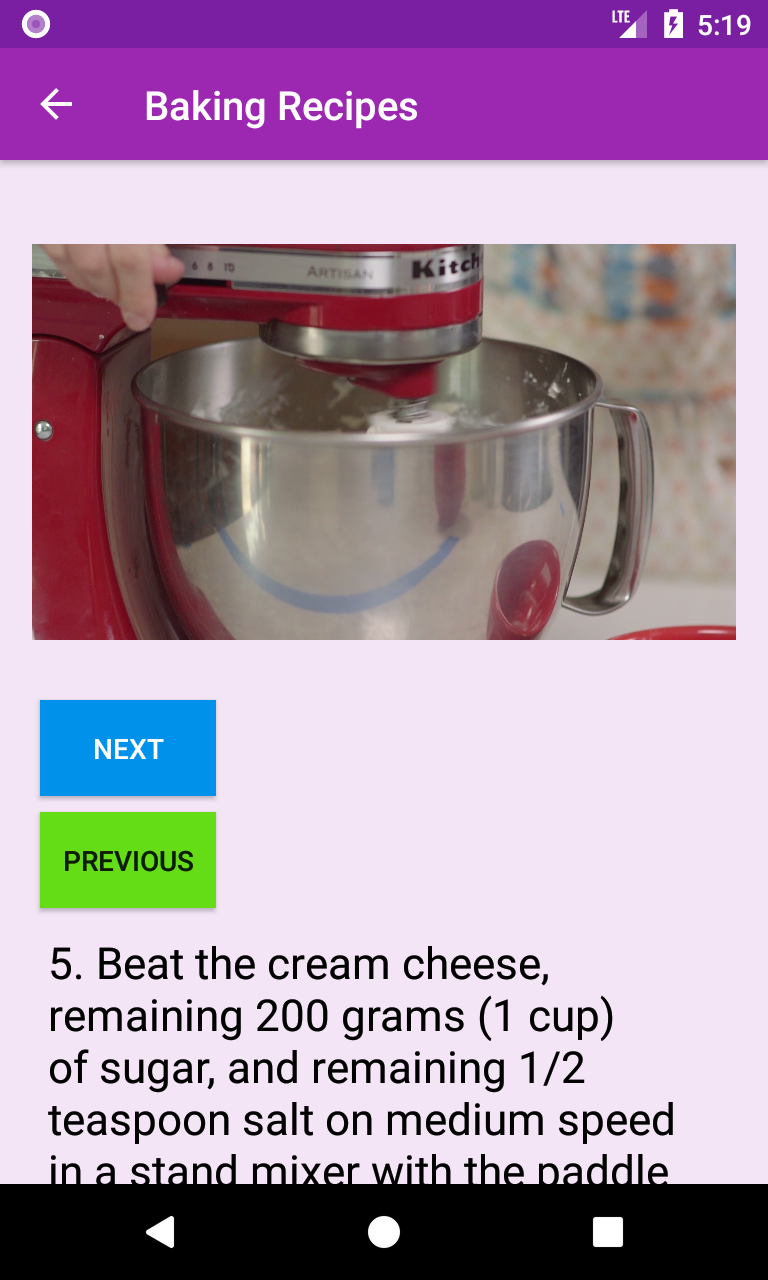 LTE 5:19
Baking Recipes
6 8 10 ARTISAN Kitch
NEXT
PREVIOUS
5. Beat the cream cheese,
remaining 200 grams (1 cup)
of sugar, and remaining 1/2
teaspoon salt on medium speed
in a stand mixer with the paddle